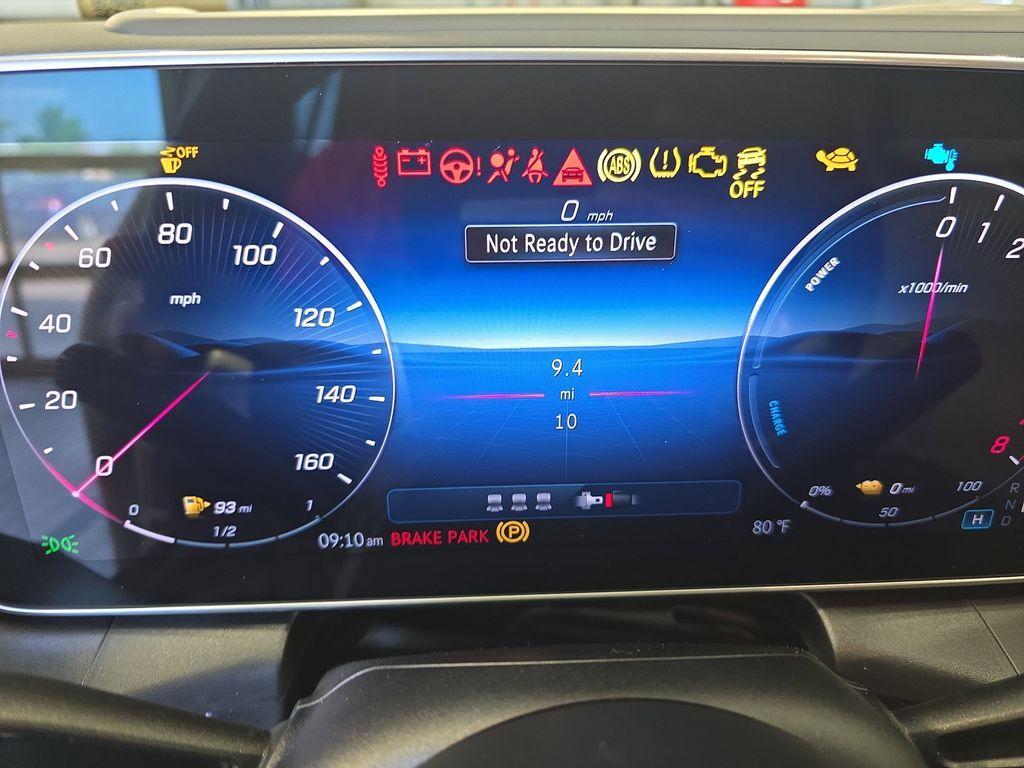 OFF
ABS
OFF
0 mph
Not Ready to Drive
0
20
40
60
80
100
120
140
160
mph
93 mi
0
1/2
1
9.4
mi
10
09:10 am BRAKE PARK P
80 °F
POWER
CHARGE
0
1
2
8
x1000/min
0 mi
0%
50
100
H
R
N
D